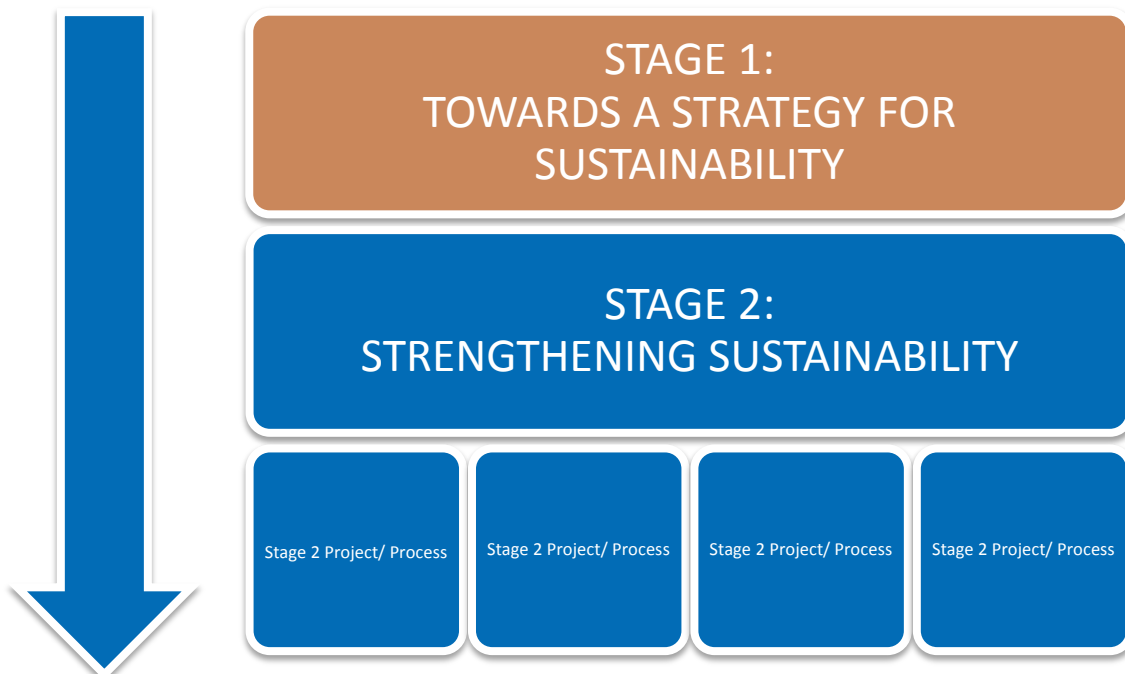 STAGE 1:
TOWARDS A STRATEGY FOR
SUSTAINABILITY
STAGE 2:
STRENGTHENING SUSTAINABILITY
Stage 2 Project/ Process
Stage 2 Project/ Process
Stage 2 Project/ Process
Stage 2 Project/ Process